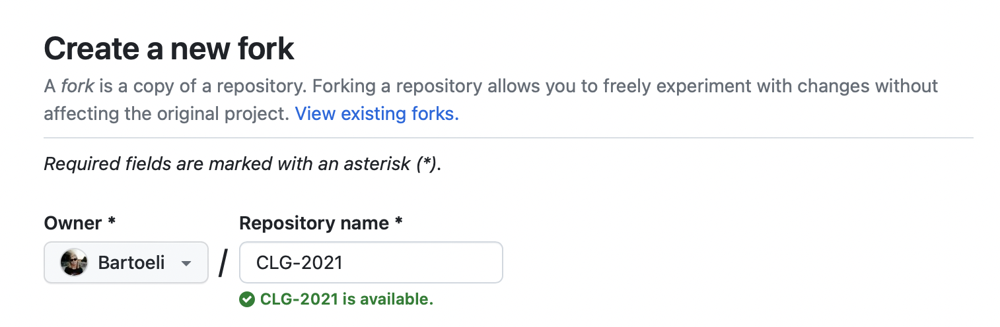 Create a new fork
A fork is a copy of a repository. Forking a repository allows you to freely experiment with changes without
affecting the original project. View existing forks.
Required fields are marked with an asterisk (*).
Owner *
Repository name *
Bartoeli / CLG-2021
CLG-2021 is available.